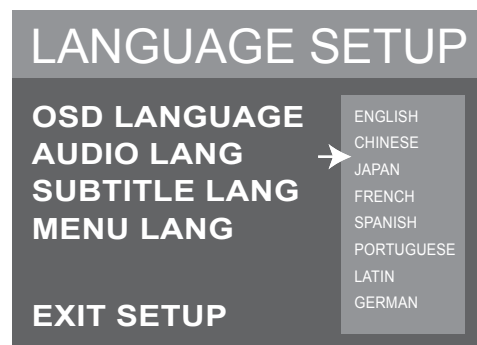 LANGUAGE SETUP
OSD LANGUAGE
AUDIO LANG
SUBTITLE LANG
MENU LANG
EXIT SETUP
ENGLISH
CHINESE
JAPAN
FRENCH
SPANISH
PORTUGUESE
LATIN
GERMAN